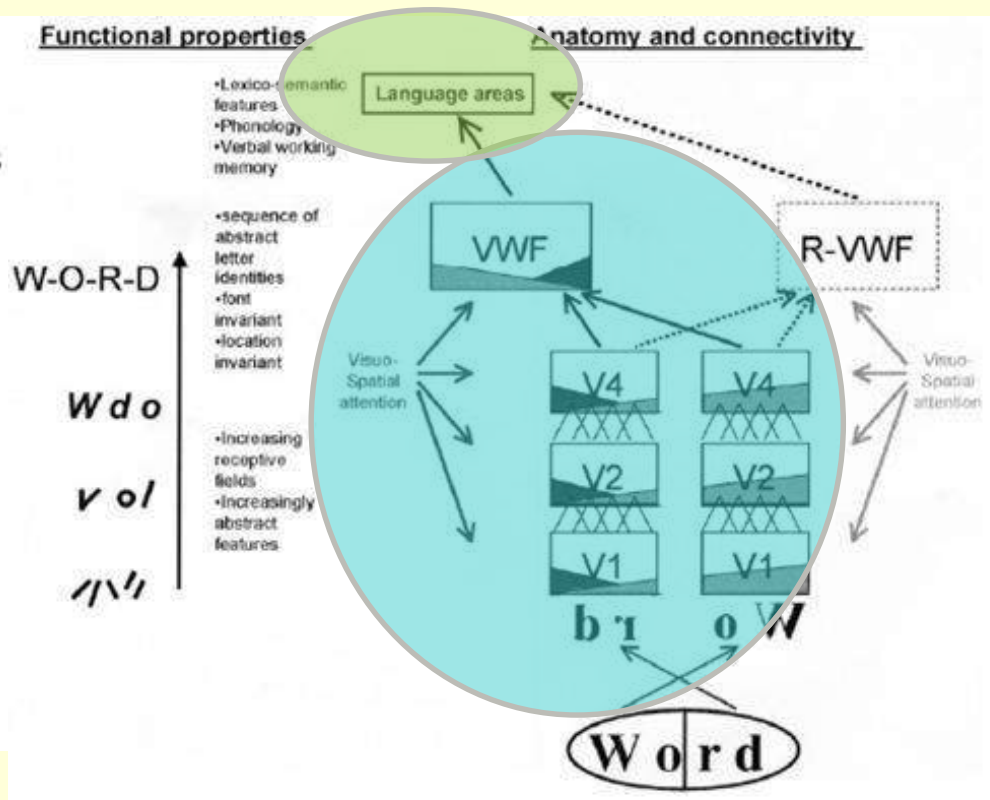 Functional properties
Anatomy and connectivity
•Lexico-semantic
features
•Phonology
•Verbal working
memory
Language areas
•sequence of
abstract
letter
identities
•font
invariant
•location
invariant
W-O-R-D
VWF
R-VWF
Visuo-
Spatial
attention
Visuo-
Spatial
attention
W d o
V4
V4
•Increasing
receptive
fields
•Increasingly
abstract
features
v o l
V2
V2
V1
V1
b r
o W
W o r d